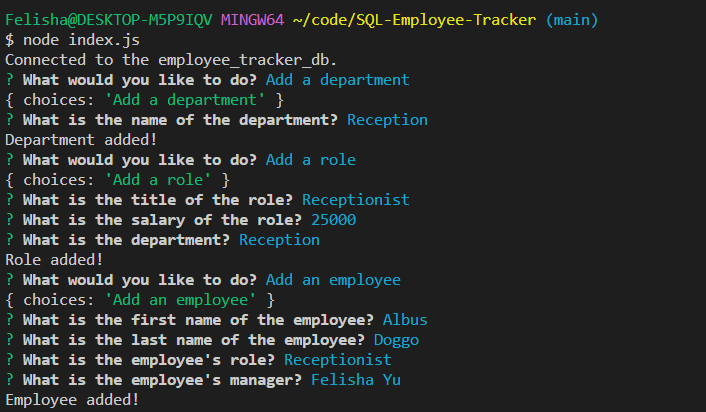 Felisha@DESKTOP-M5P9IQV MINGW64 ~/code/SQL-Employee-Tracker (main)
$ node index.js
Connected to the employee_tracker_db.
? What would you like to do? Add a department
{ choices: 'Add a department' }
? What is the name of the department? Reception
Department added!
? What would you like to do? Add a role
{ choices: 'Add a role' }
? What is the title of the role? Receptionist
? What is the salary of the role? 25000
? What is the department? Reception
Role added!
? What would you like to do? Add an employee
{ choices: 'Add an employee' }
? What is the first name of the employee? Albus
? What is the last name of the employee? Doggo
? What is the employee's role? Receptionist
? What is the employee's manager? Felisha Yu
Employee added!